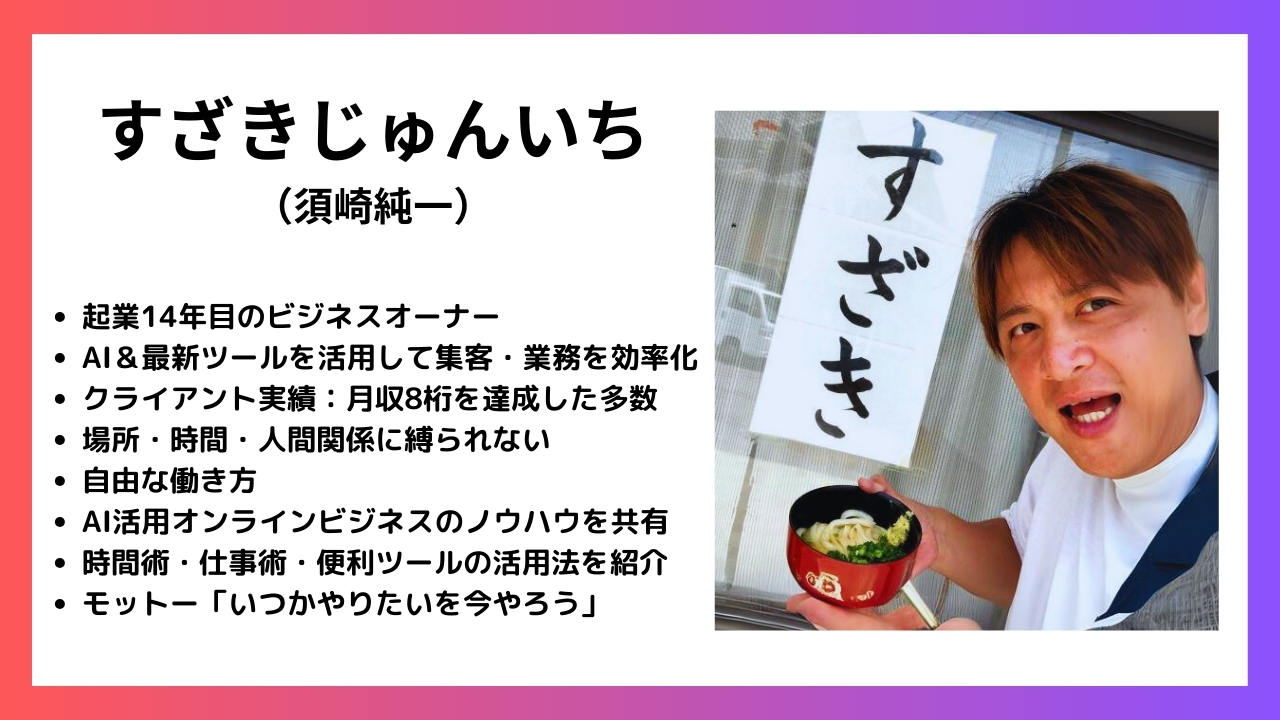 すざきじゅんいち
（須崎純一）
・起業14年目のビジネスオーナー
・AI＆最新ツールを活用して集客・業務を効率化
・クライアント実績：月収8桁を達成した多数
・場所・時間・人間関係に縛られない
・自由な働き方
・AI活用オンラインビジネスのノウハウを共有
・時間術・仕事術・便利ツールの活用法を紹介
・モットー「いつかやりたいを今やろう」
すざき